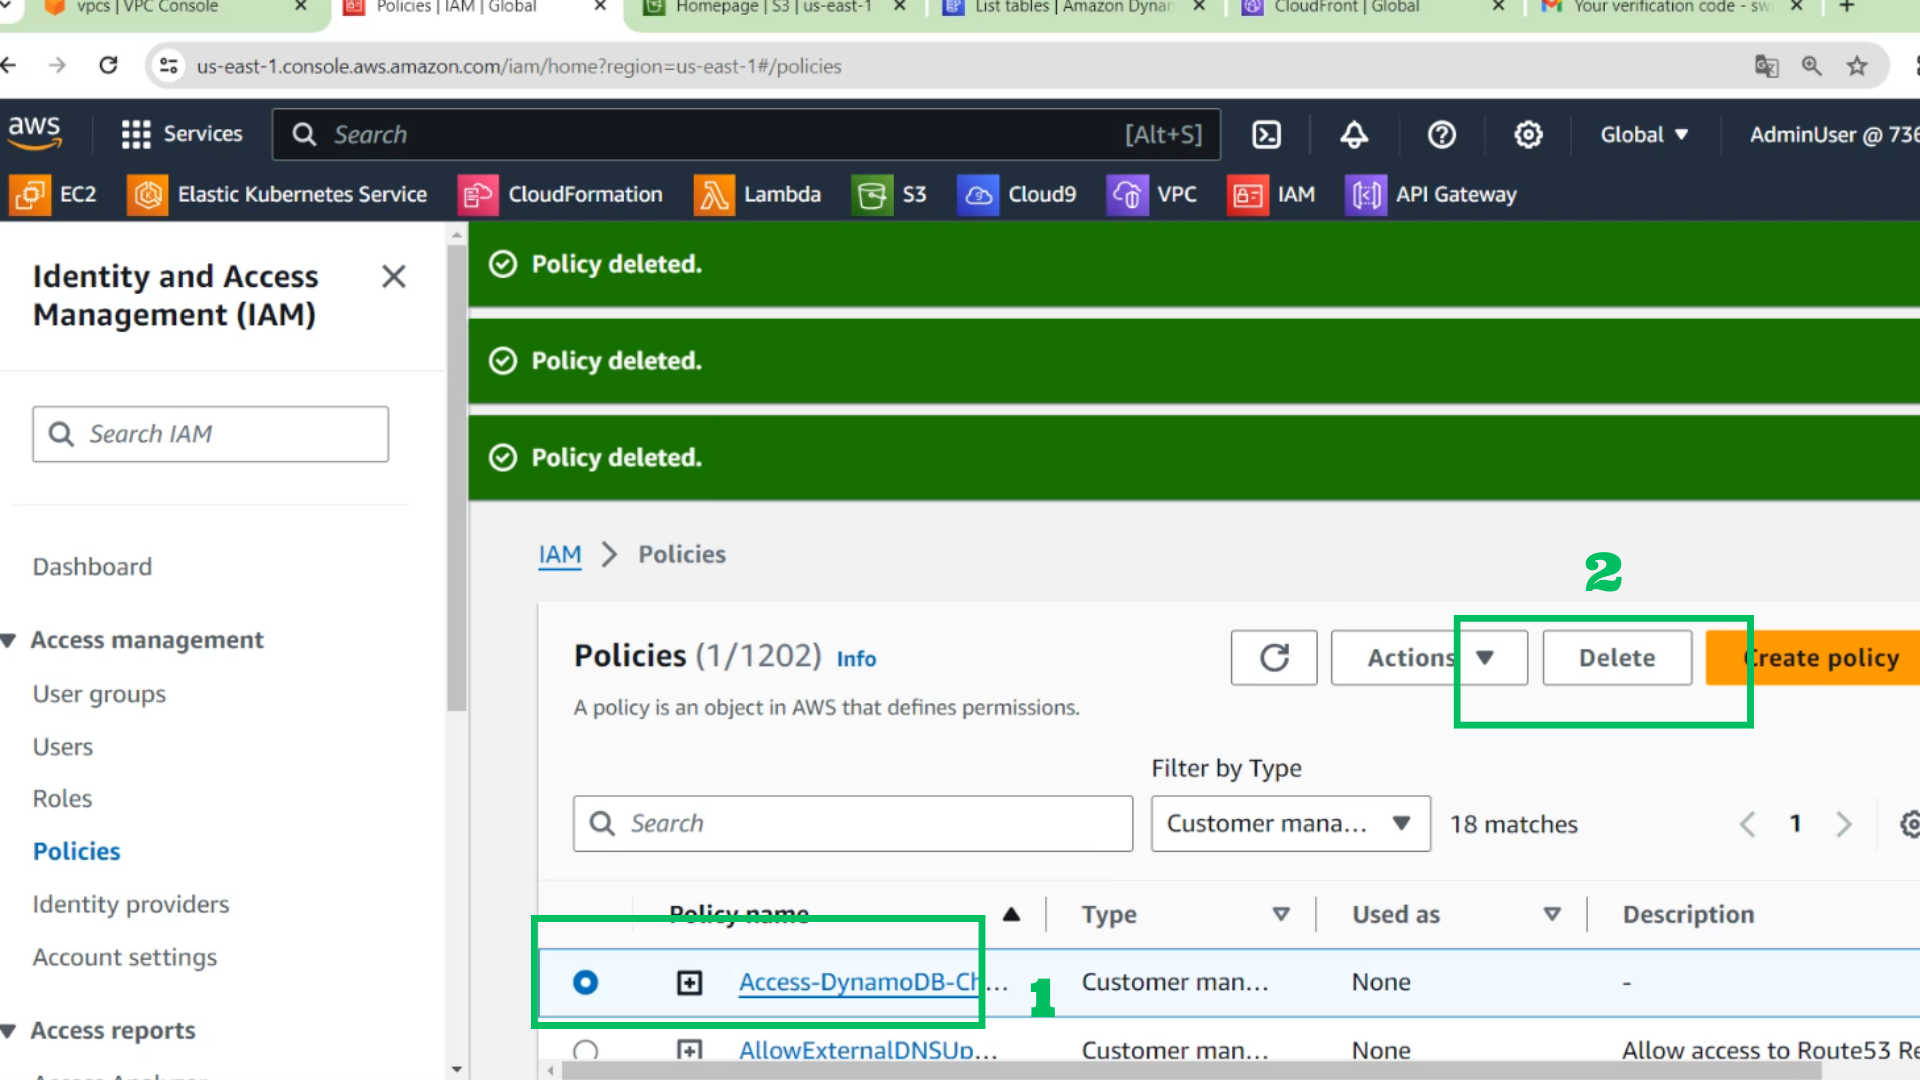 vpcs | VPC Console
Policies | IAM | Global
Homepage | S3 | us-east-1
List tables | Amazon Dynan
CloudFront | Global
Your verification code - sw
us-east-1.console.aws.amazon.com/iam/home?region=us-east-1#/policies
aws
Services
Search
[Alt+S]
Global
AdminUser @ 736
EC2
Elastic Kubernetes Service
CloudFormation
Lambda
S3
Cloud9
VPC
IAM
API Gateway
Identity and Access
Management (IAM)
Search IAM
Dashboard
Access management
User groups
Users
Roles
Policies
Identity providers
Account settings
Access reports
Access Analyzer
Policy deleted.
Policy deleted.
Policy deleted.
IAM > Policies
2
Policies (1/1202) Info
Actions
Delete
Create policy
A policy is an object in AWS that defines permissions.
Filter by Type
Search
Customer mana...
18 matches
1
Policy name
Type
Used as
Description
Access-DynamoDB-Ch...
1
Customer man...
None
-
AllowExternalDNSUp...
Customer man...
None
Allow access to Route53 Re